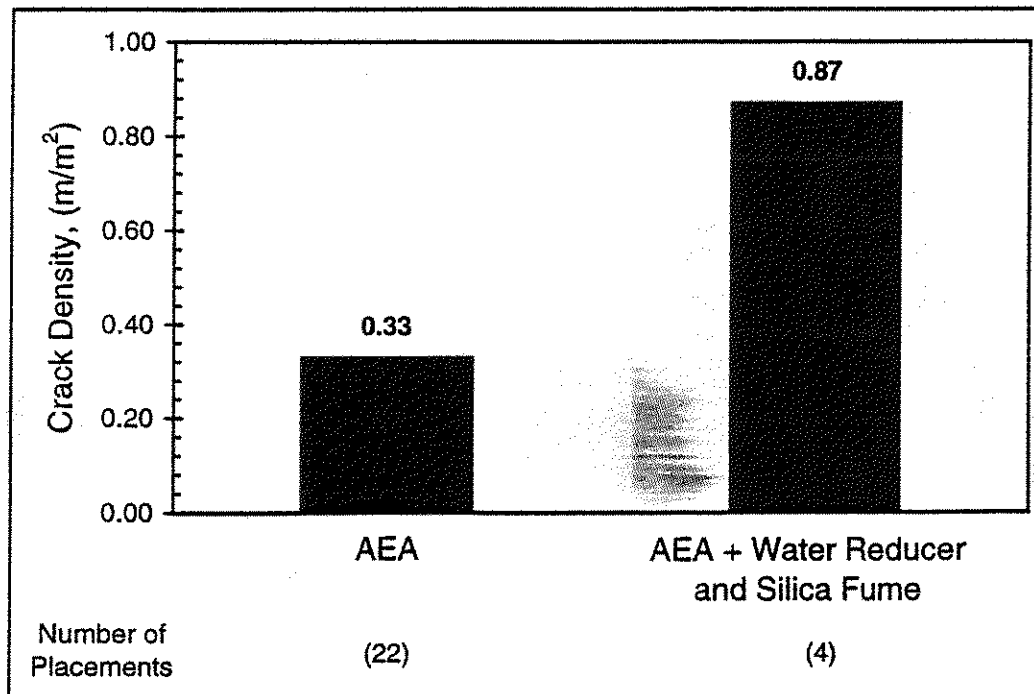 1.00
0.87
0.80
Crack Density, (m/m²)
0.60
0.40
0.33
0.20
0.00
AEA
AEA + Water Reducer
and Silica Fume
Number of
Placements
(22)
(4)